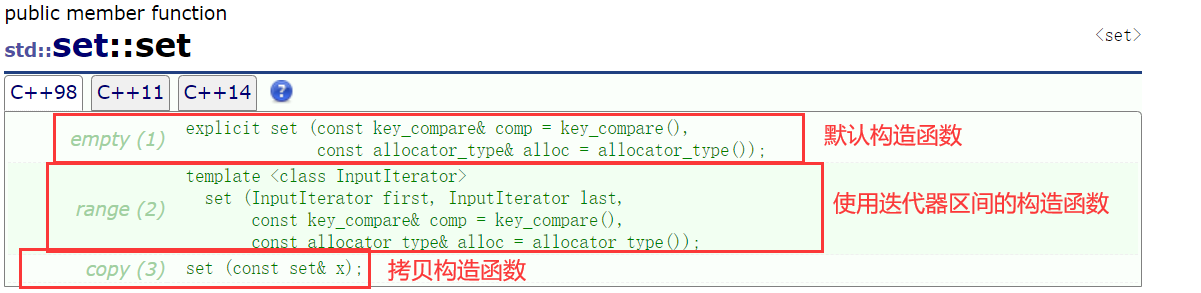 public member function
std::set::set
<set>
C++98 C++11 C++14 ?
empty (1) explicit set (const key_compare& comp = key_compare(), 默认构造函数
const allocator_type& alloc = allocator_type());
range (2) template <class InputIterator>
set (InputIterator first, InputIterator last, 使用迭代器区间的构造函数
const key_compare& comp = key_compare(),
const allocator_type& alloc = allocator_type());
copy (3) set (const set& x); 拷贝构造函数